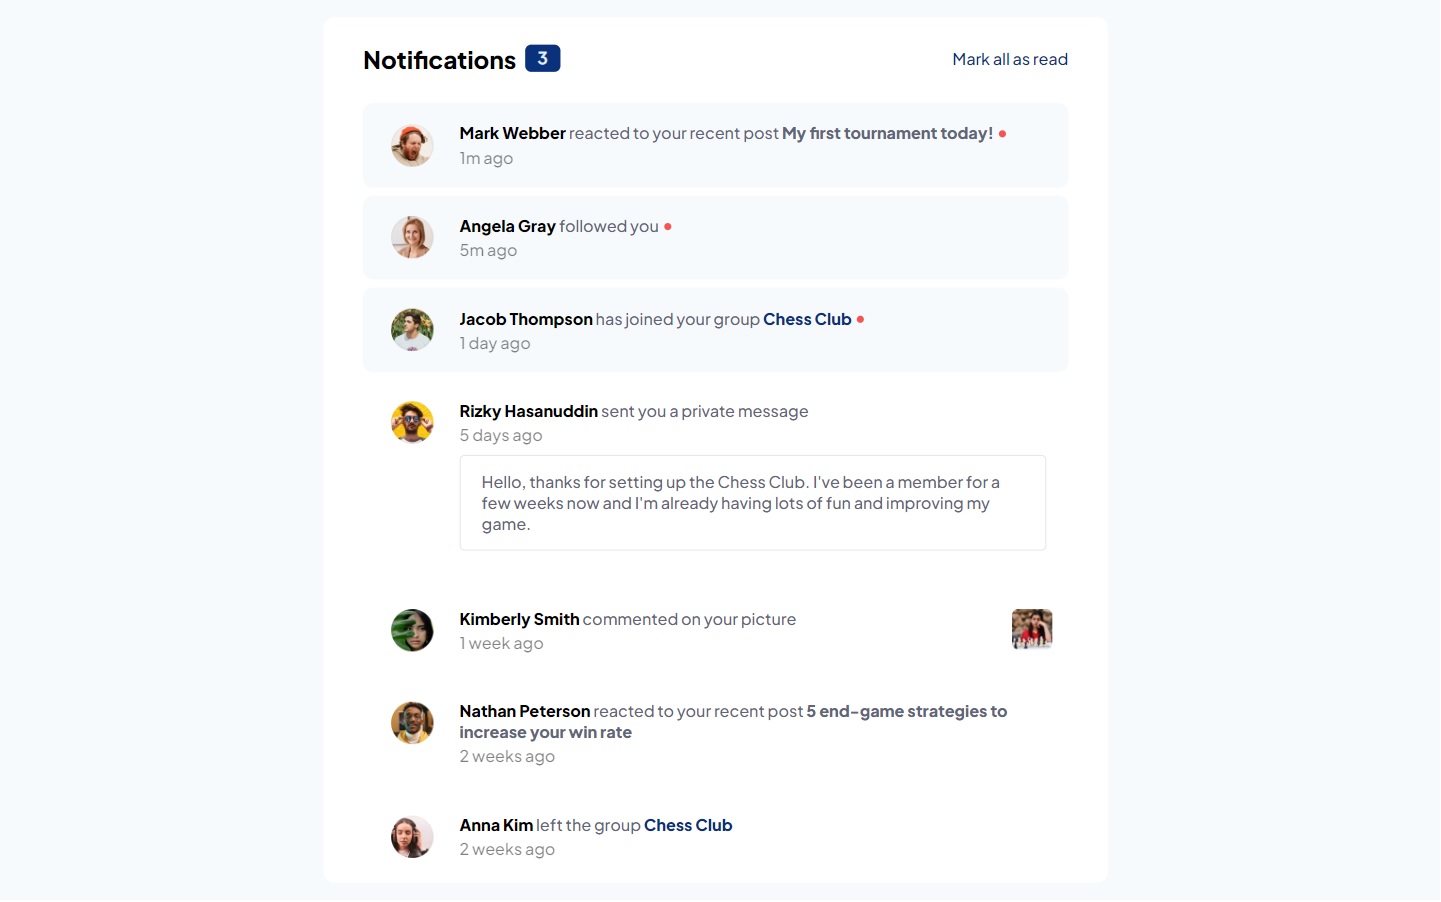 Notifications 3
Mark all as read
Mark Webber reacted to your recent post My first tournament today!
1m ago
Angela Gray followed you
5m ago
Jacob Thompson has joined your group Chess Club
1 day ago
Rizky Hasanuddin sent you a private message
5 days ago
Hello, thanks for setting up the Chess Club. I've been a member for a
few weeks now and I'm already having lots of fun and improving my
game.
Kimberly Smith commented on your picture
1 week ago
Nathan Peterson reacted to your recent post 5 end-game strategies to
increase your win rate
2 weeks ago
Anna Kim left the group Chess Club
2 weeks ago